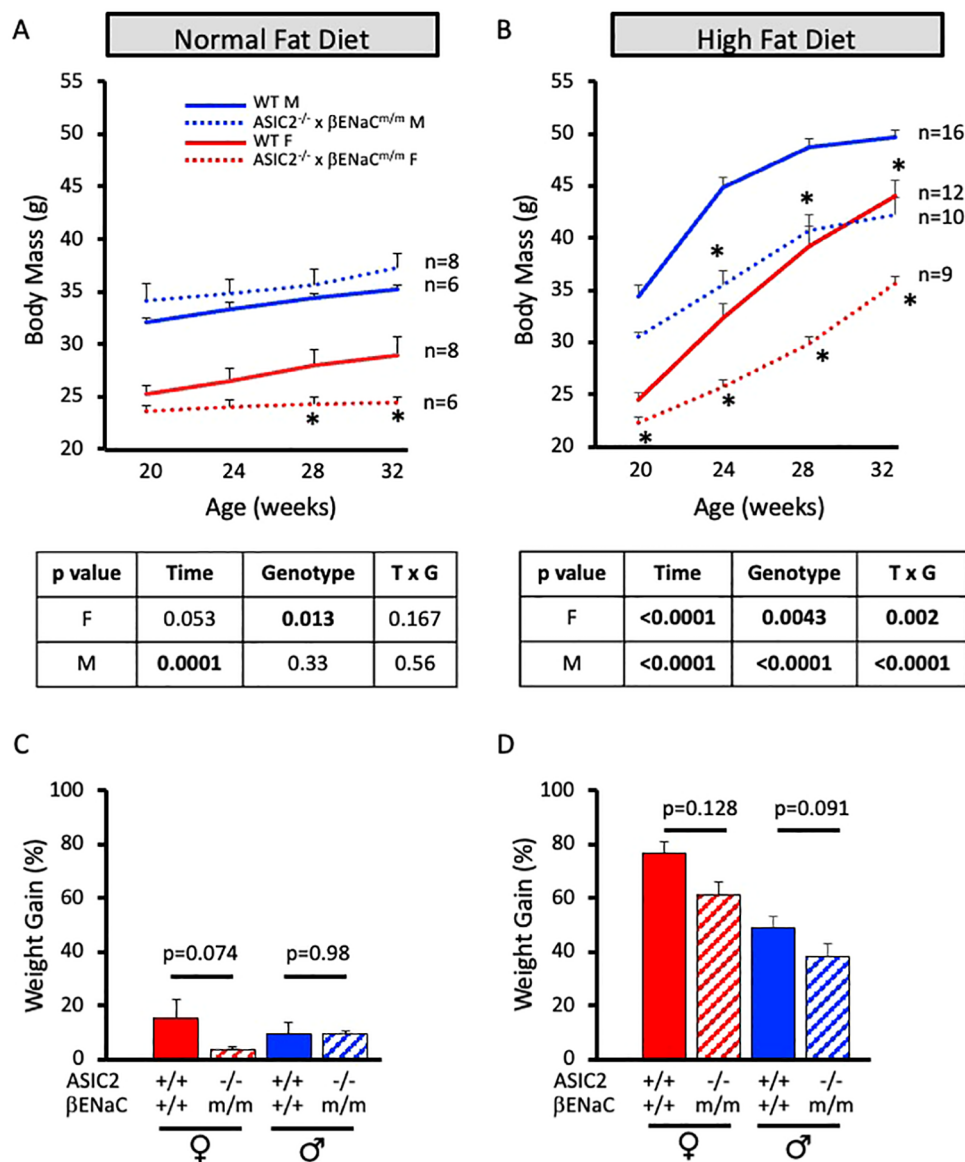 A
Normal Fat Diet
55
50
45
40
35
30
25
20
Body Mass (g)
WT M
ASIC2-/- x βENaCm/m M
WT F
ASIC2-/- x βENaCm/m F
n=8
n=6
n=8
n=6
* *
20 24 28 32
Age (weeks)
B
High Fat Diet
55
50
45
40
35
30
25
20
Body Mass (g)
n=16
n=12
n=10
n=9
* * *
* * * *
20 24 28 32
Age (weeks)
p value Time Genotype T x G
F 0.053 0.013 0.167
M 0.0001 0.33 0.56
p value Time Genotype T x G
F <0.0001 0.0043 0.002
M <0.0001 <0.0001 <0.0001
C
100
80
60
40
20
0
Weight Gain (%)
p=0.074 p=0.98
ASIC2 +/+ -/- +/+ -/-
βENaC +/+ m/m +/+ m/m
♀ ♂
D
100
80
60
40
20
0
Weight Gain (%)
p=0.128 p=0.091
ASIC2 +/+ -/- +/+ -/-
βENaC +/+ m/m +/+ m/m
♀ ♂